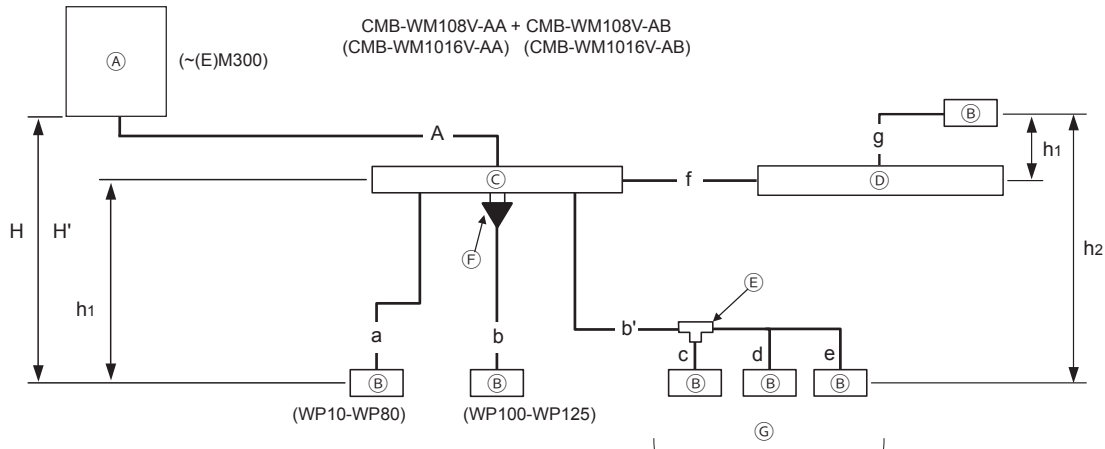 CMB-WM108V-AA + CMB-WM108V-AB
(CMB-WM1016V-AA) (CMB-WM1016V-AB)
Ⓐ
(~(E)M300)
A
Ⓑ
g
h1
Ⓒ
f
Ⓓ
H
H'
Ⓕ
h2
h1
Ⓔ
a
b
b'
c
d
e
Ⓑ
Ⓑ
Ⓑ
Ⓑ
Ⓑ
(WP10-WP80)
(WP100-WP125)
Ⓖ